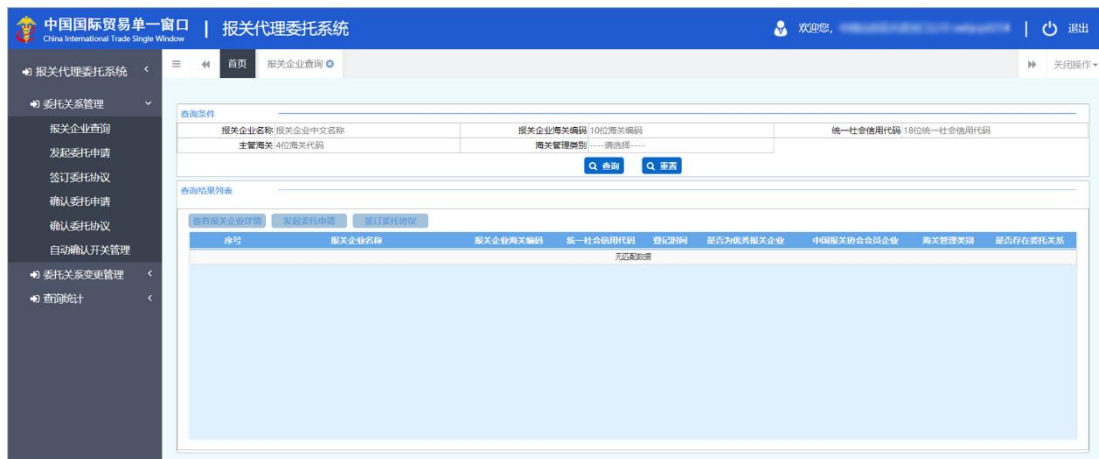 中国国际贸易单一窗口 | 报关代理委托系统
China International Trade Single Window
欢迎您,
退出
报关代理委托系统
首页
报关企业查询
关闭操作
委托关系管理
报关企业查询
发起委托申请
签订委托协议
确认委托申请
确认委托协议
自动确认开关管理
委托关系变更管理
查询统计
查询条件
报关企业名称 报关企业中文名称 报关企业海关编码 10位海关编码 统一社会信用代码 18位统一社会信用代码
主管海关 4位海关代码 海关管理类别 ----请选择----
查询 重置
查询结果列表
查看报关企业详情 发起委托申请 签订委托协议
序号 报关企业名称 报关企业海关编码 统一社会信用代码 登记时间 是否为优秀报关企业 中国报关协会会员企业 海关管理类别 是否存在委托关系
无匹配数据